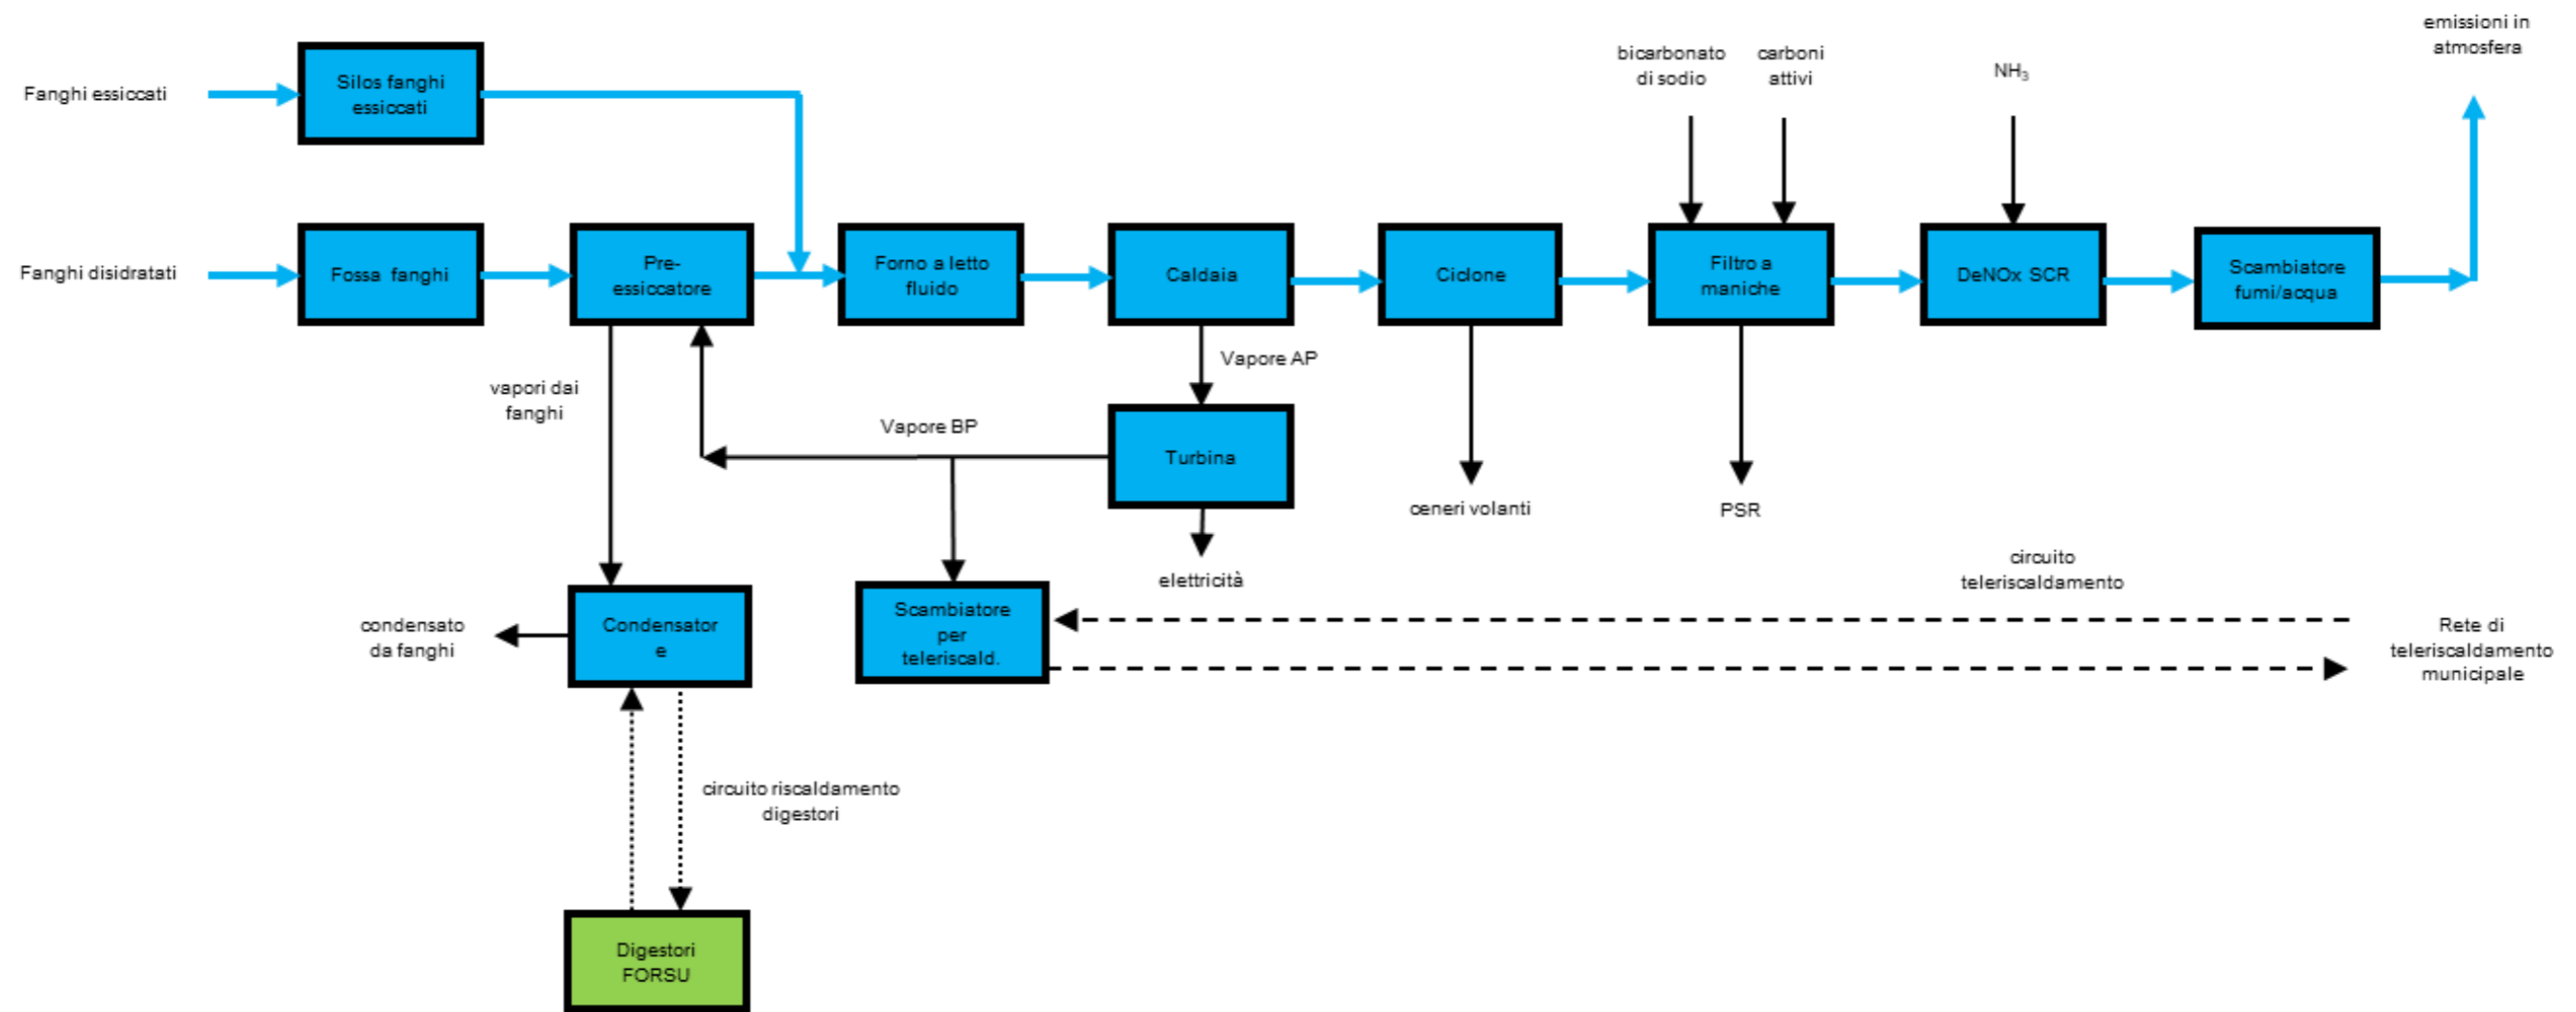 emissioni in
atmosfera
bicarbonato
di sodio
carboni
attivi
NH₃
Fanghi essiccati
Silos fanghi
essiccati
Fanghi disidratati
Fossa fanghi
Pre-
essiccatore
Forno a letto
fluido
Caldaia
Ciclone
Filtro a
maniche
DeNOx SCR
Scambiatore
fumi/acqua
vapori dai
fanghi
Vapore AP
Vapore BP
Turbina
ceneri volanti
PSR
elettricità
circuito
teleriscaldamento
condensato
da fanghi
Condensator
e
Scambiatore
per
teleriscald.
Rete di
teleriscaldamento
municipale
circuito riscaldamento
digestori
Digestori
FORSU